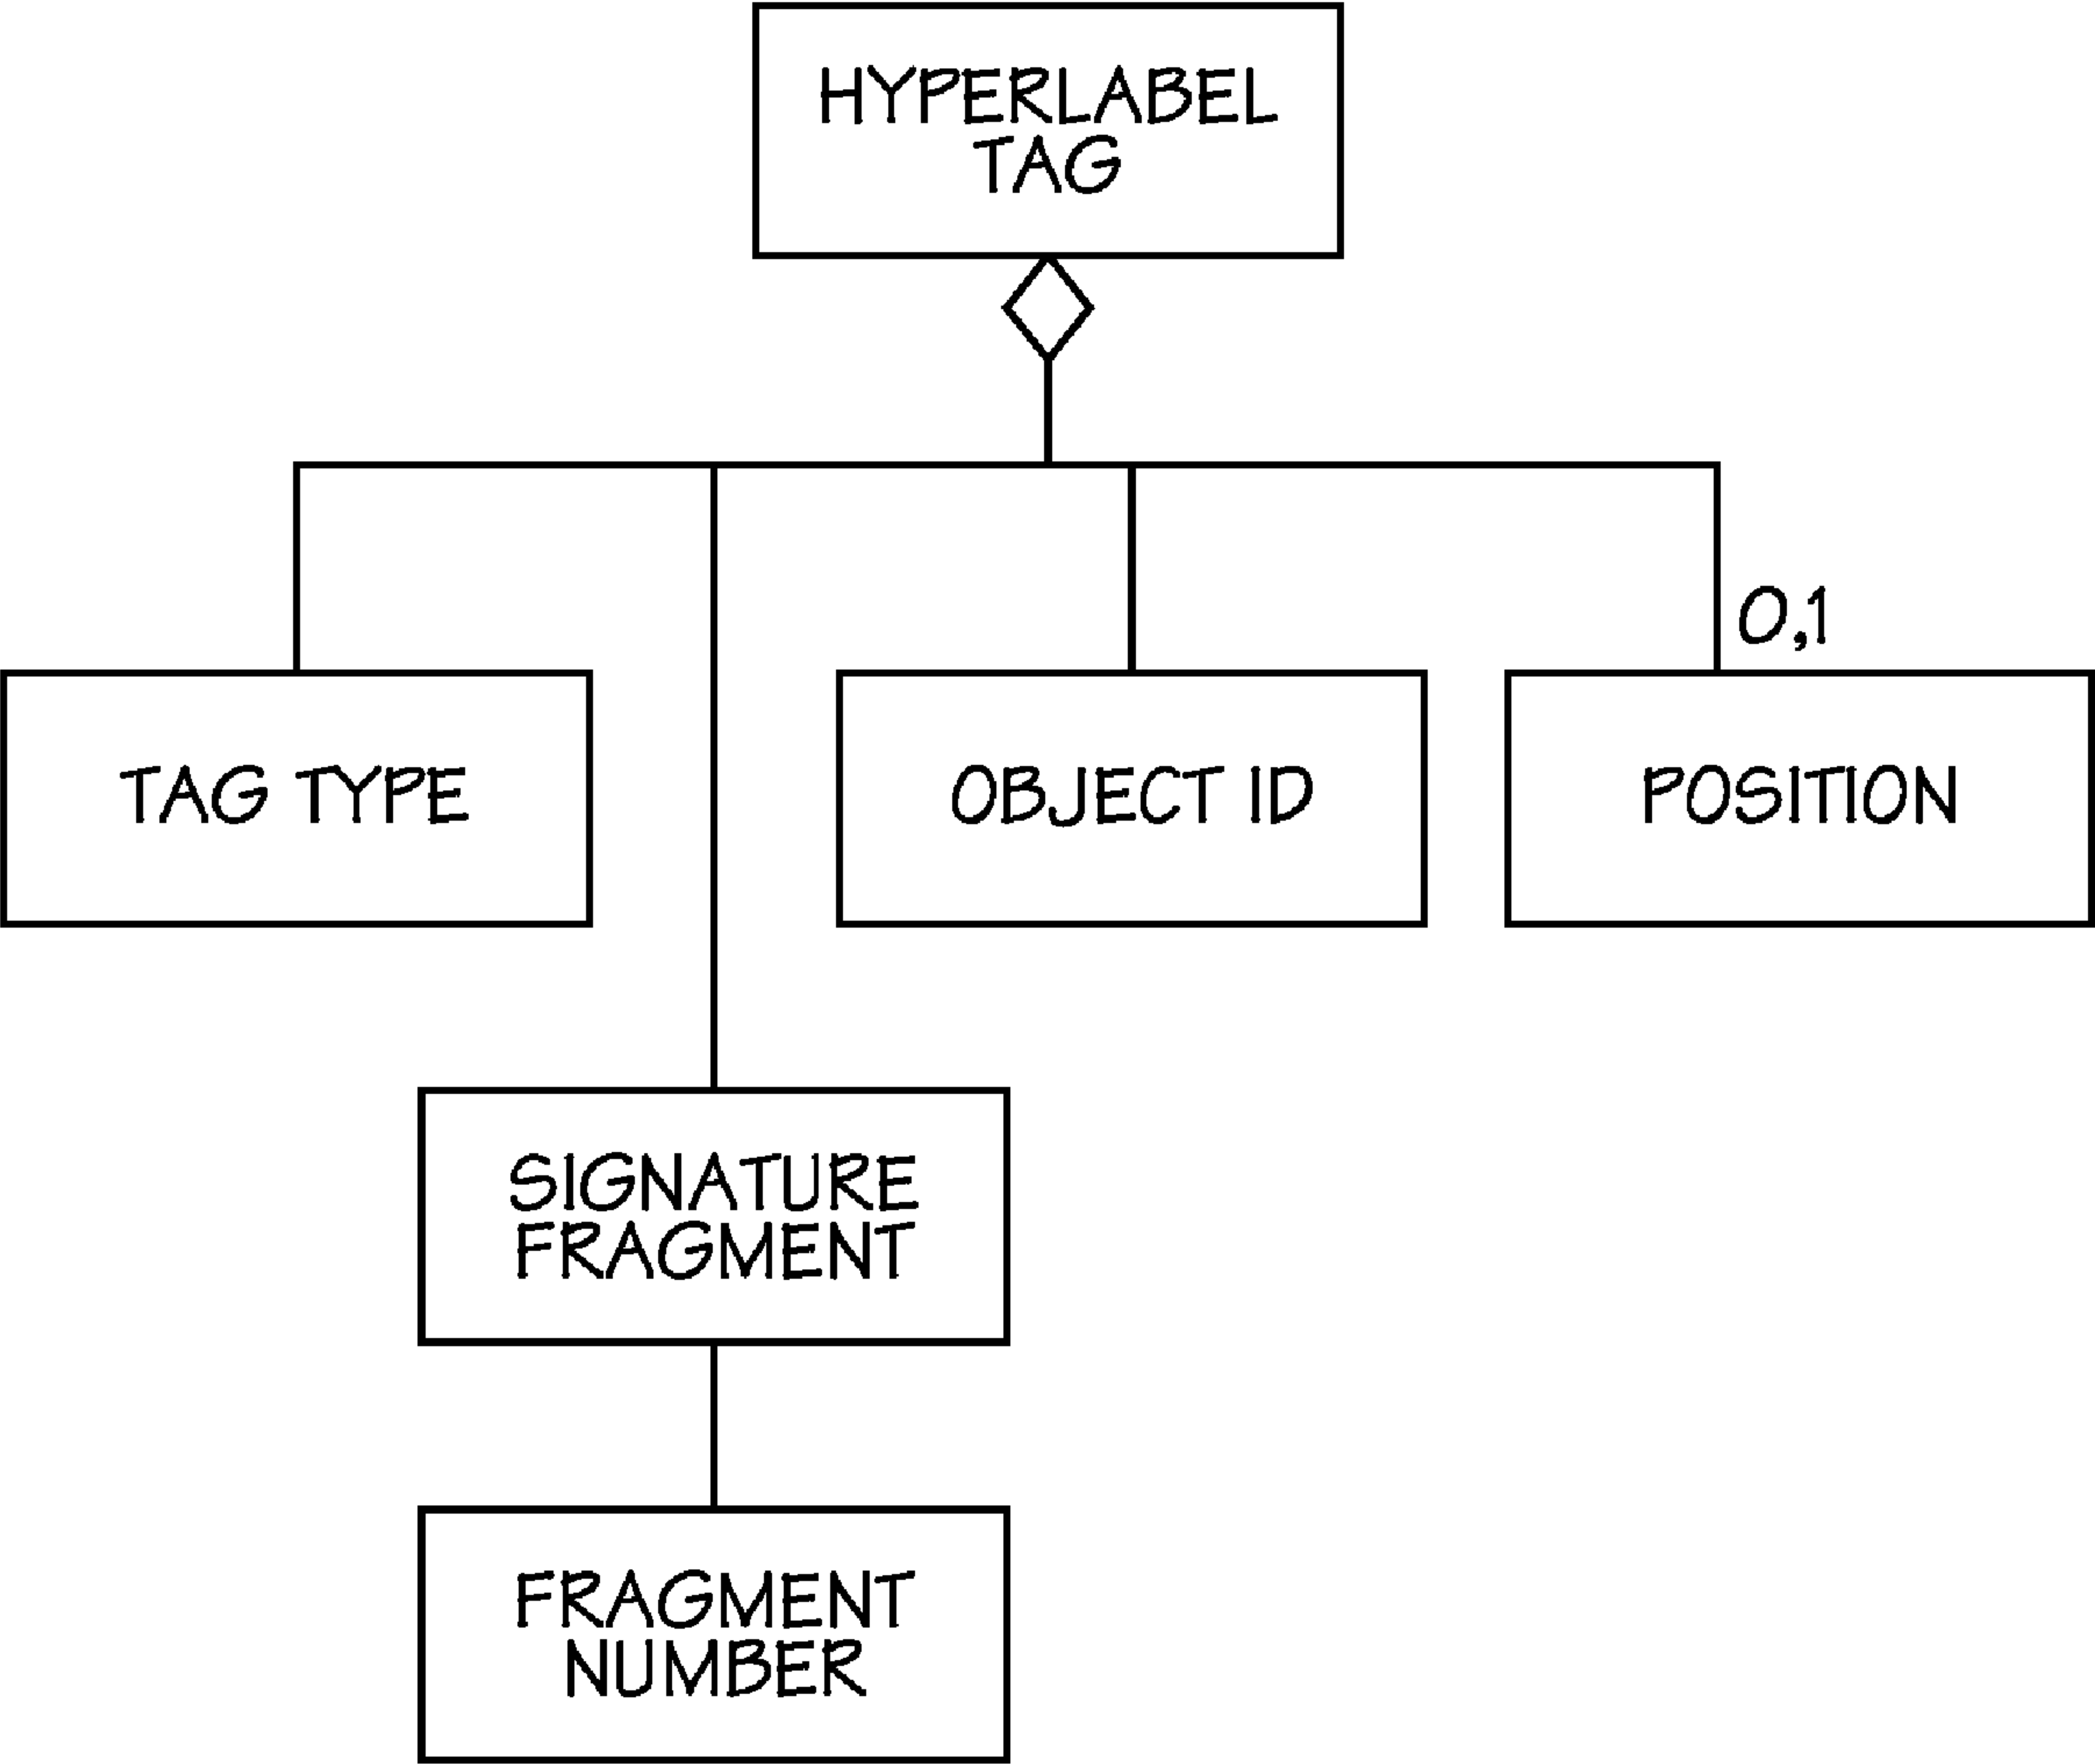 HYPERLABEL
TAG
0,1
TAG TYPE
OBJECT ID
POSITION
SIGNATURE
FRAGMENT
FRAGMENT
NUMBER